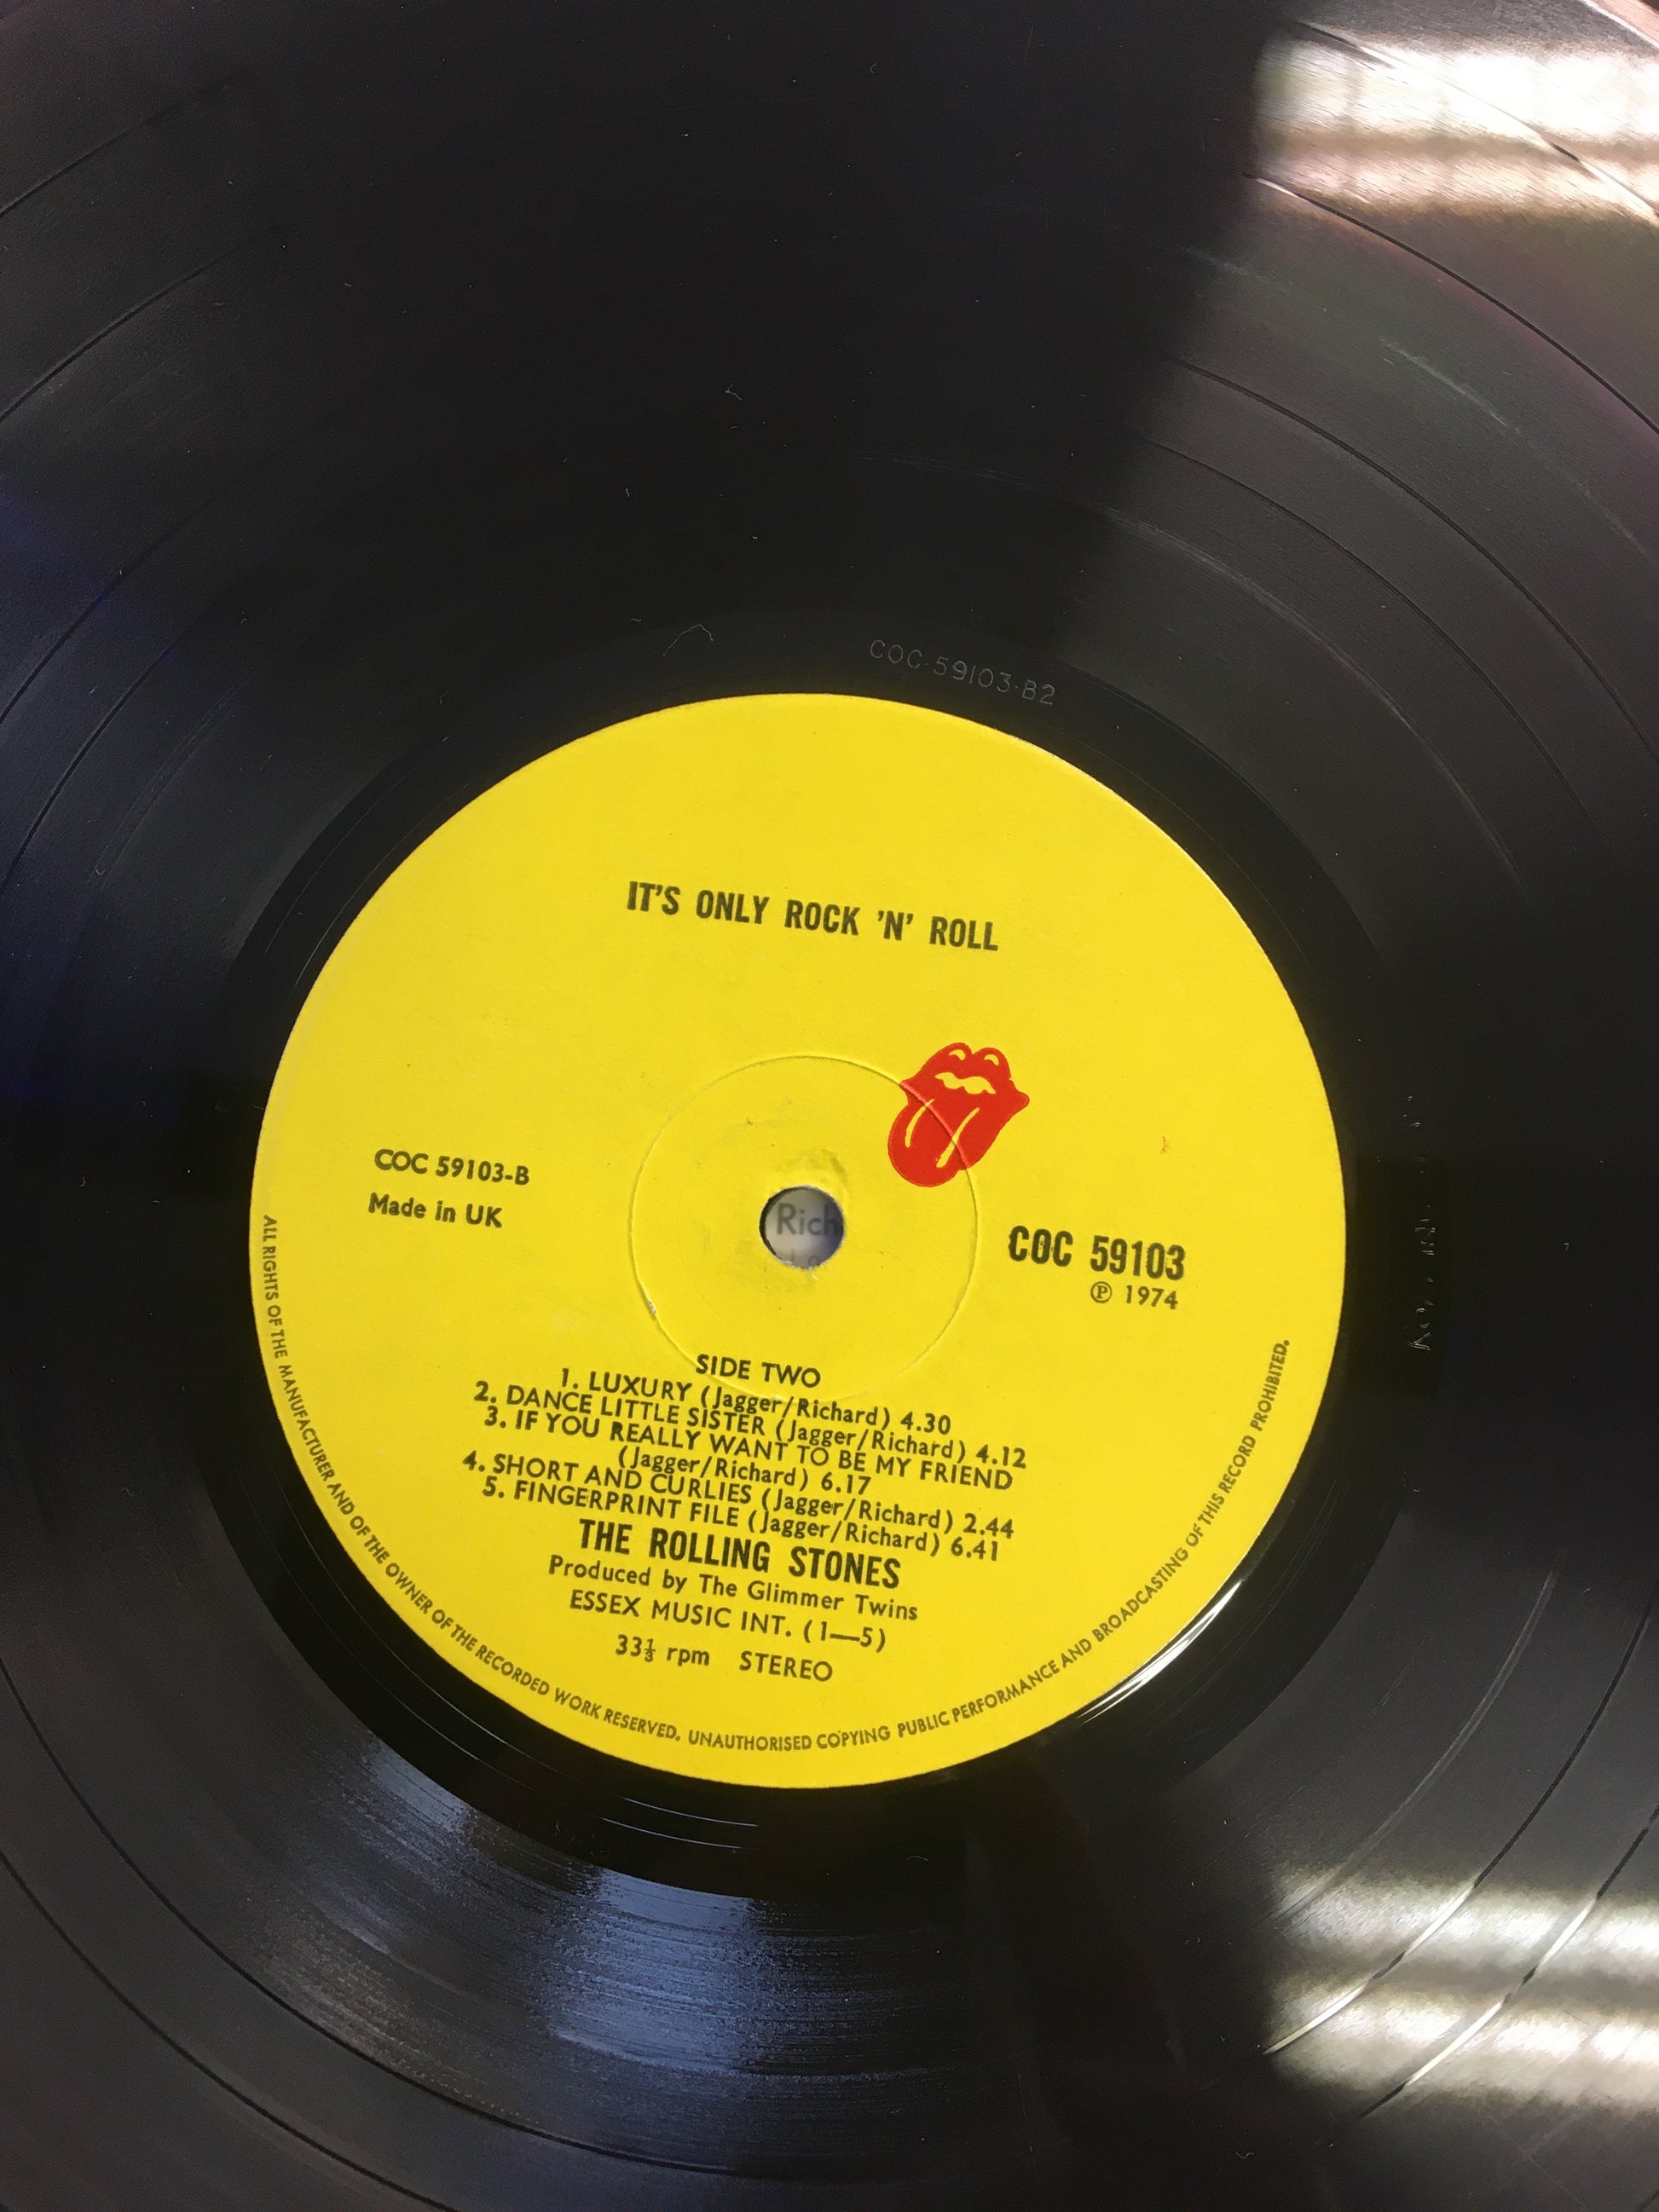 COC·59103·B2
IT'S ONLY ROCK 'N' ROLL
COC 59103-B
Made in UK
Rich
COC 59103
℗ 1974
SIDE TWO
1. LUXURY (Jagger/Richard) 4.30
2. DANCE LITTLE SISTER (Jagger/Richard) 4.12
3. IF YOU REALLY WANT TO BE MY FRIEND
(Jagger/Richard) 6.17
4. SHORT AND CURLIES (Jagger/Richard) 2.44
5. FINGERPRINT FILE (Jagger/Richard) 6.41
THE ROLLING STONES
Produced by The Glimmer Twins
ESSEX MUSIC INT. (1—5)
33⅓ rpm STEREO
ALL RIGHTS OF THE MANUFACTURER AND OF THE OWNER OF THE RECORDED WORK RESERVED. UNAUTHORISED COPYING PUBLIC PERFORMANCE AND BROADCASTING OF THIS RECORD PROHIBITED.